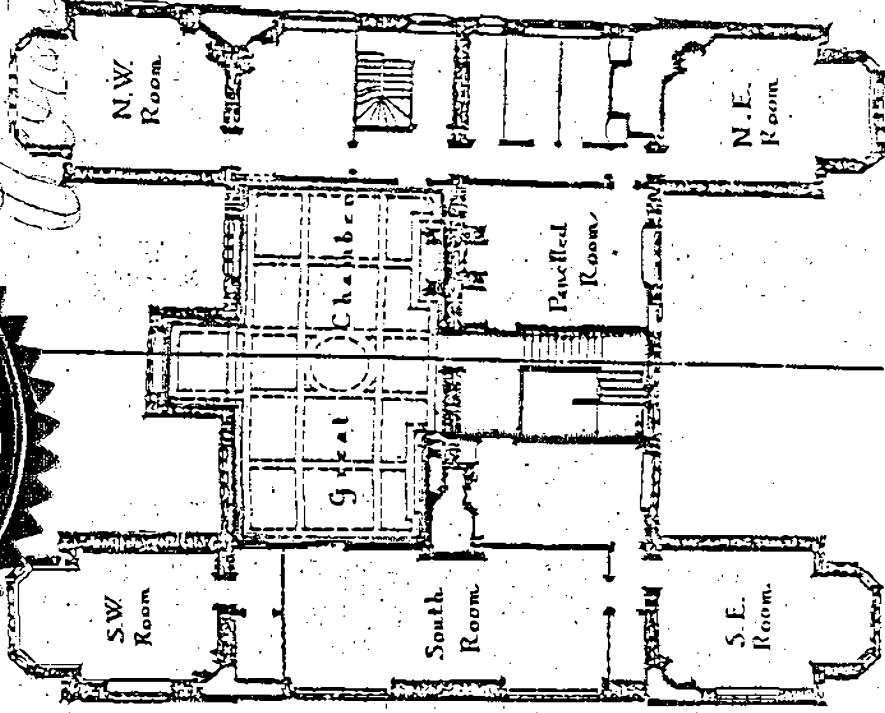 N.W.
Room
N.E.
Room
Great Chamber
Panelled
Room
S.W.
Room
South
Room
S.E.
Room